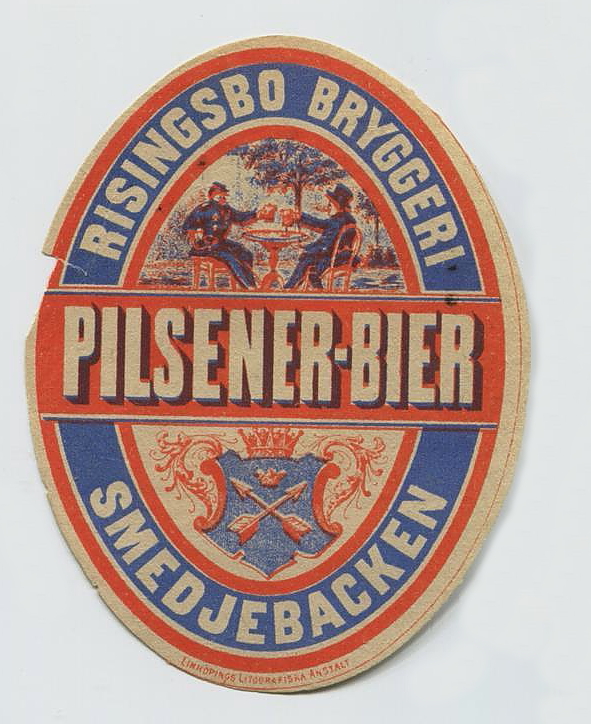 RISINGSBO BRYGGERI
PILSENER-BIER
SMEDJEBACKEN
LINKÖPINGS LITOGRAFISKA ANSTALT